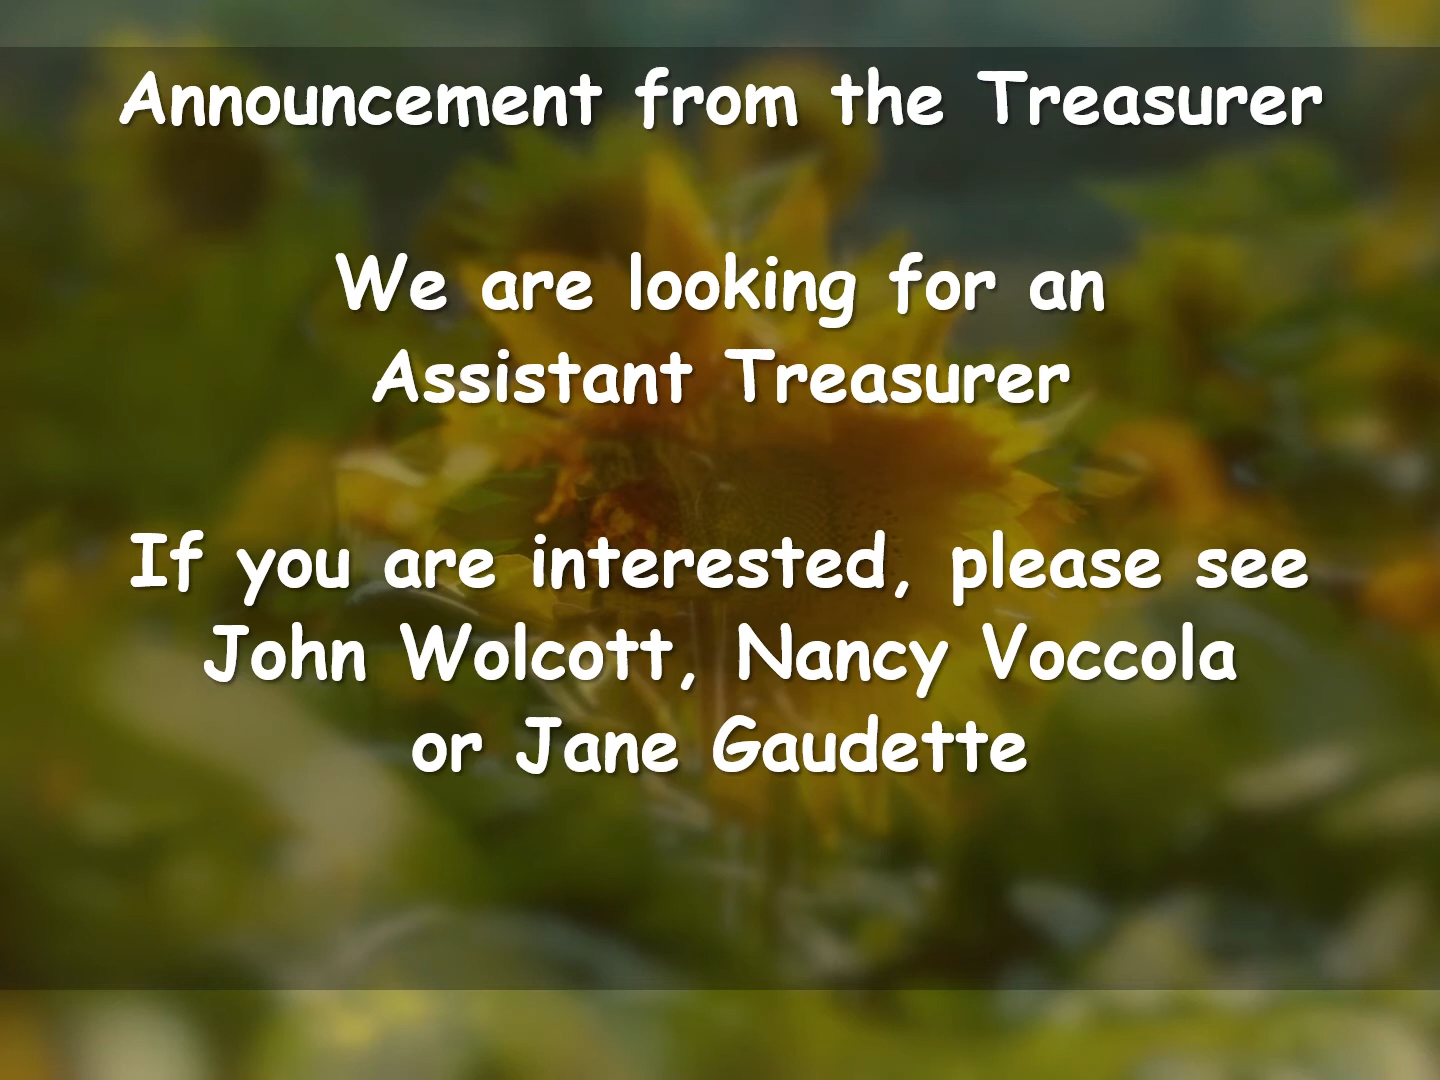 Announcement from the Treasurer
We are looking for an
Assistant Treasurer
If you are interested, please see
John Wolcott, Nancy Voccola
or Jane Gaudette